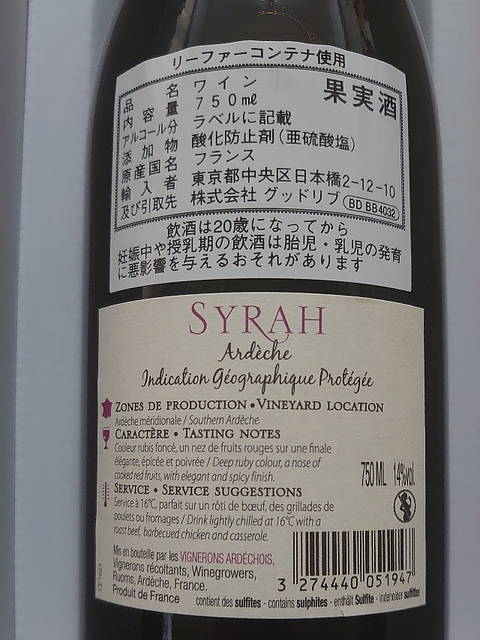 リーファーコンテナ使用
果実酒
品名 ワイン
内容量 750ml
アルコール分 ラベルに記載
添加物 酸化防止剤(亜硫酸塩)
原産国名 フランス
輸入者 東京都中央区日本橋2-12-10
及び引取先 株式会社 グッドリブ BD BB4032
飲酒は20歳になってから
妊娠中や授乳期の飲酒は胎児・乳児の発育
に悪影響を与えるおそれがあります
SYRAH
Ardèche
Indication Géographique Protégée
ZONES DE PRODUCTION • VINEYARD LOCATION
Ardèche méridionale / Southern Ardèche.
CARACTÈRE • TASTING NOTES
Couleur rubis foncé, un nez de fruits rouges sur une finale
élégante, épicée et poivrée / Deep ruby colour, a nose of
cooked red fruits, with elegant and spicy finish.
750 ML 14%vol.
SERVICE • SERVICE SUGGESTIONS
Service à 16°C, parfait sur un rôti de bœuf, des grillades de
poulets ou fromages / Drink lightly chilled at 16°C with a
roast beef, barbecued chicken and casserole.
Mis en bouteille par les VIGNERONS ARDÉCHOIS,
Vignerons récoltants, Winegrowers,
Ruoms, Ardèche, France.
Produit de France
3 274440 051947
contient des sulfites - contains sulphites - enthält Sulfite - indeholder sulfitter